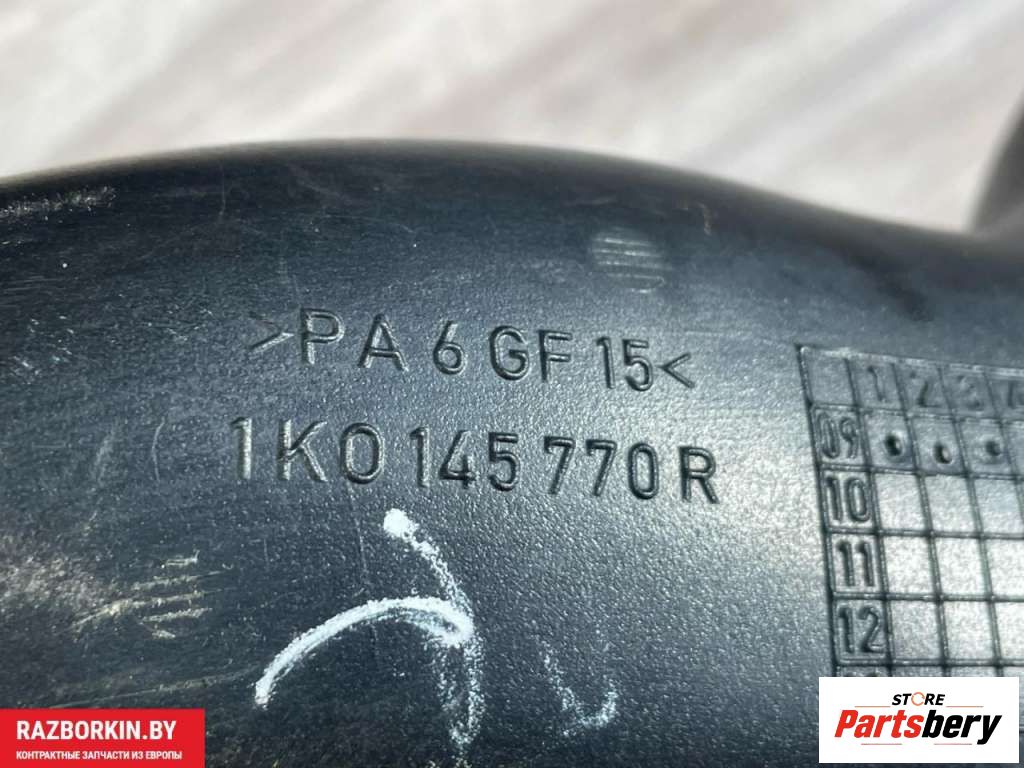 >PA 6 GF 15<
1K0 145 770 R
1 2 3 4
09
10
11
12
RAZBORKIN.BY
КОНТРАКТНЫЕ ЗАПЧАСТИ ИЗ ЕВРОПЫ
STORE
Partsbery